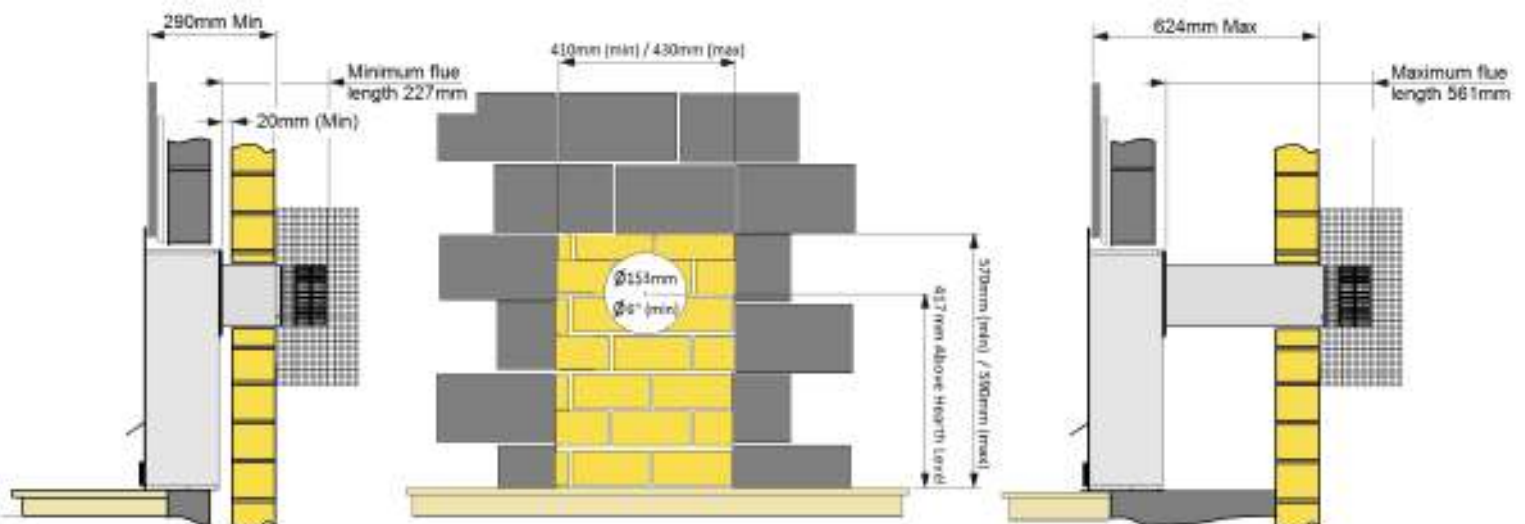 290mm Min
Minimum flue
length 227mm
20mm (Min)
410mm (min) / 430mm (max)
Ø153mm
Ø6" (min)
417mm Above Hearth Level
570mm (min) / 590mm (max)
624mm Max
Maximum flue
length 561mm